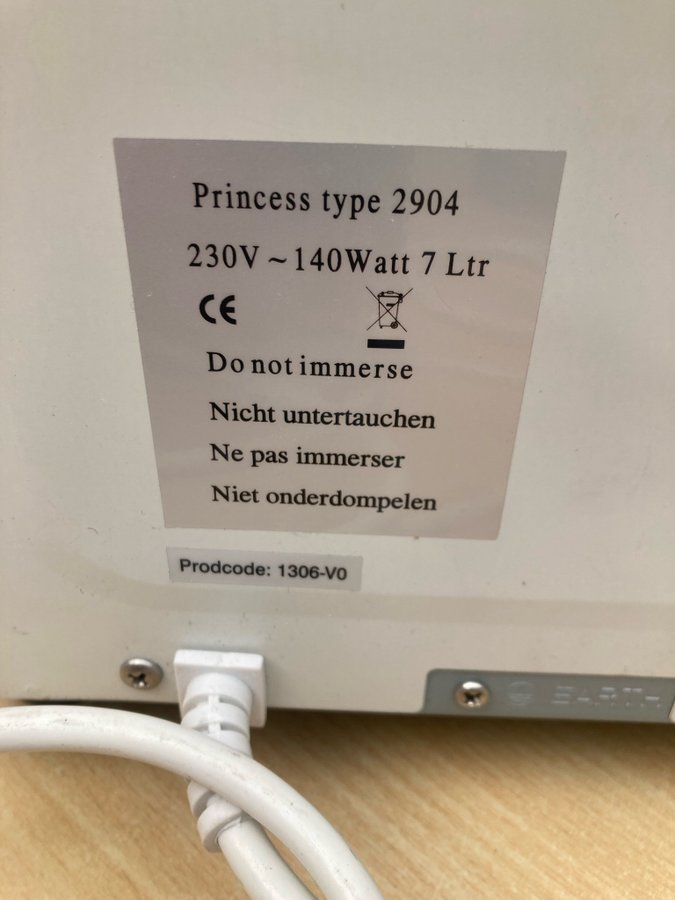 Princess type 2904
230V ~ 140Watt 7 Ltr
CE
Do not immerse
Nicht untertauchen
Ne pas immerser
Niet onderdompelen
Prodcode: 1306-V0
EARTH